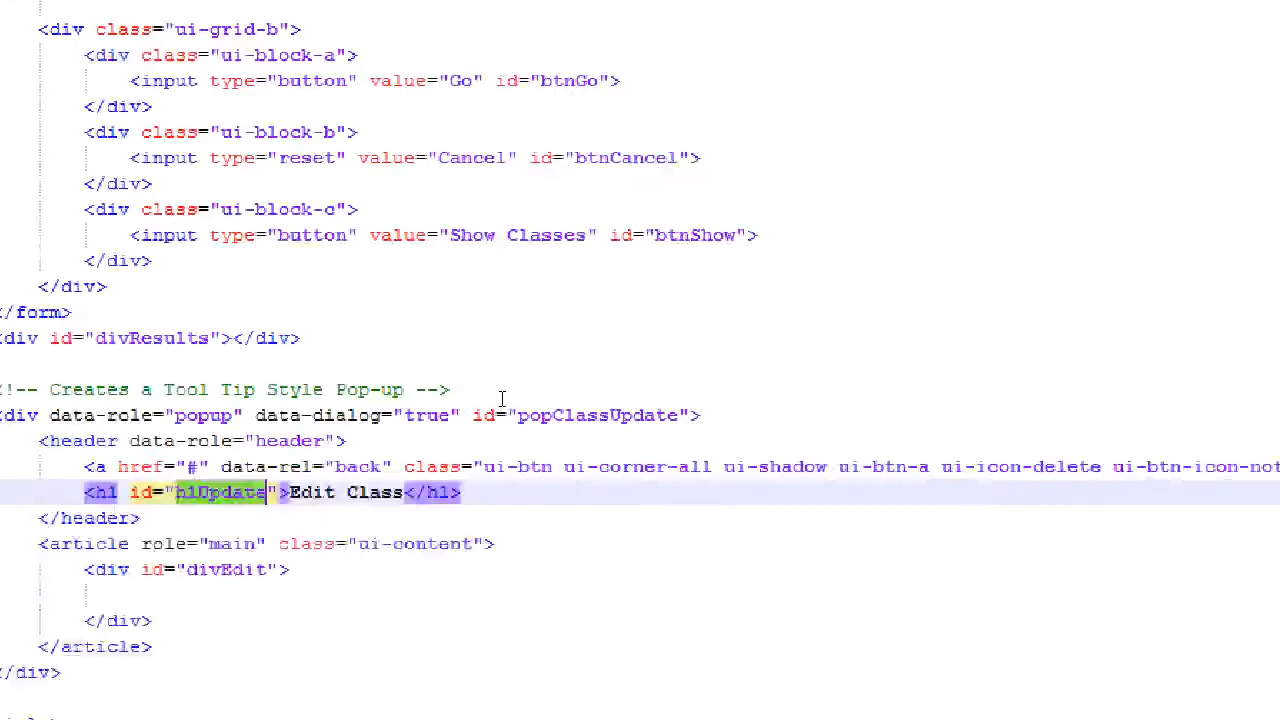 <div class="ui-grid-b">
<div class="ui-block-a">
<input type="button" value="Go" id="btnGo">
</div>
<div class="ui-block-b">
<input type="reset" value="Cancel" id="btnCancel">
</div>
<div class="ui-block-c">
<input type="button" value="Show Classes" id="btnShow">
</div>
</div>
</form>
<div id="divResults"></div>
<!-- Creates a Tool Tip Style Pop-up -->
<div data-role="popup" data-dialog="true" id="popClassUpdate">
<header data-role="header">
<a href="#" data-rel="back" class="ui-btn ui-corner-all ui-shadow ui-btn-a ui-icon-delete ui-btn-icon-not
<h1 id="h1Update">Edit Class</h1>
</header>
<article role="main" class="ui-content">
<div id="divEdit">
</div>
</article>
</div>